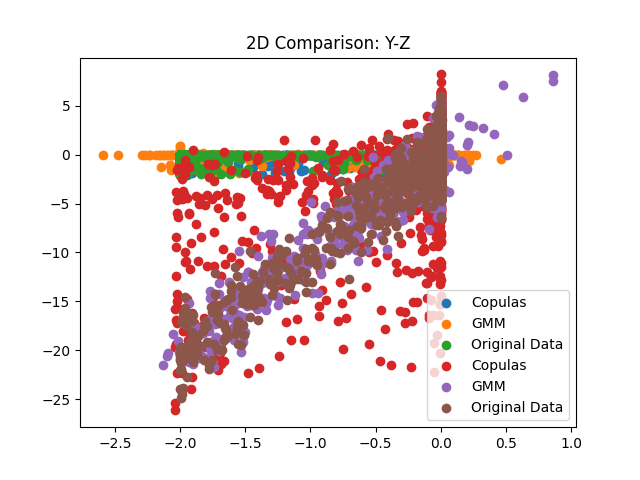 2D Comparison: Y-Z
5
0
−5
−10
−15
−20
−25
−2.5
−2.0
−1.5
−1.0
−0.5
0.0
0.5
1.0
Copulas
GMM
Original Data
Copulas
GMM
Original Data